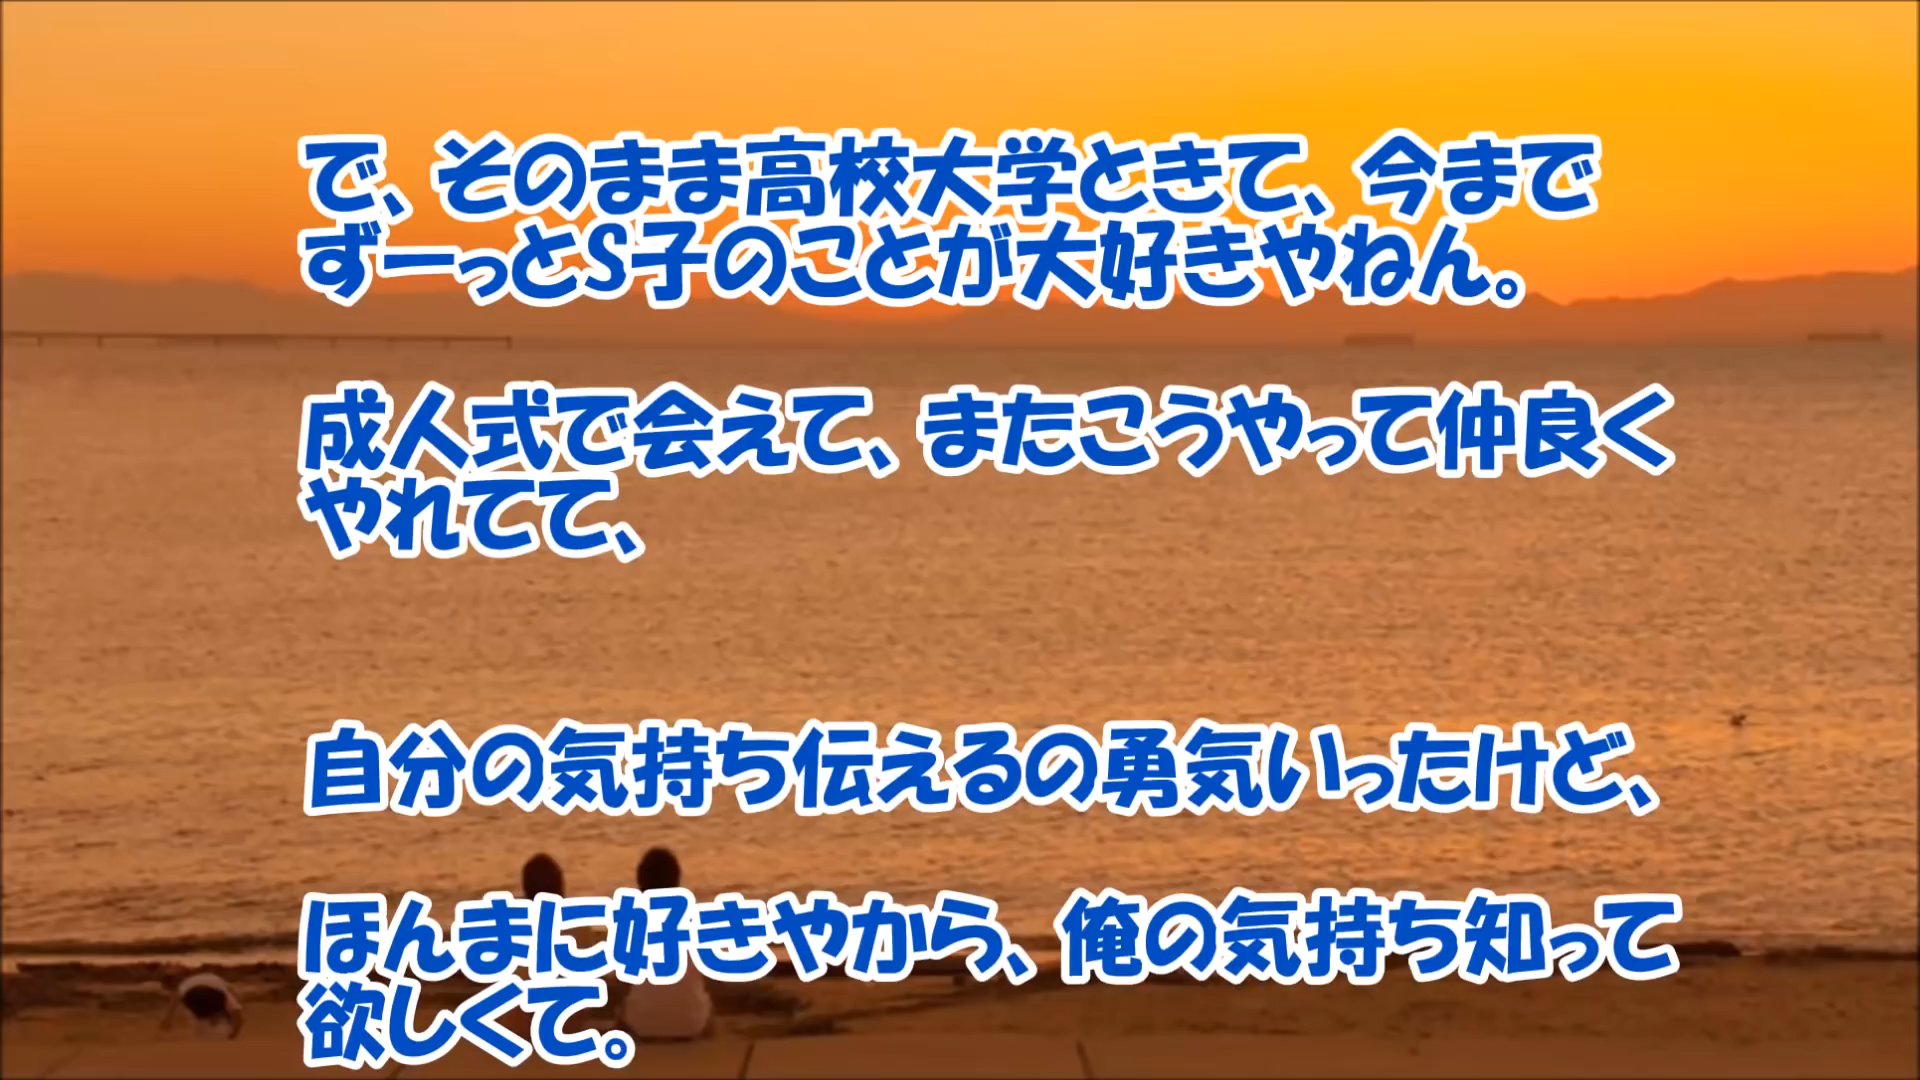 で、そのまま高校大学ときて、今まで
ずーっとS子のことが大好きやねん。
成人式で会えて、またこうやって仲良く
やれてて、
自分の気持ち伝えるの勇気いったけど、
ほんまに好きやから、俺の気持ち知って
欲しくて。